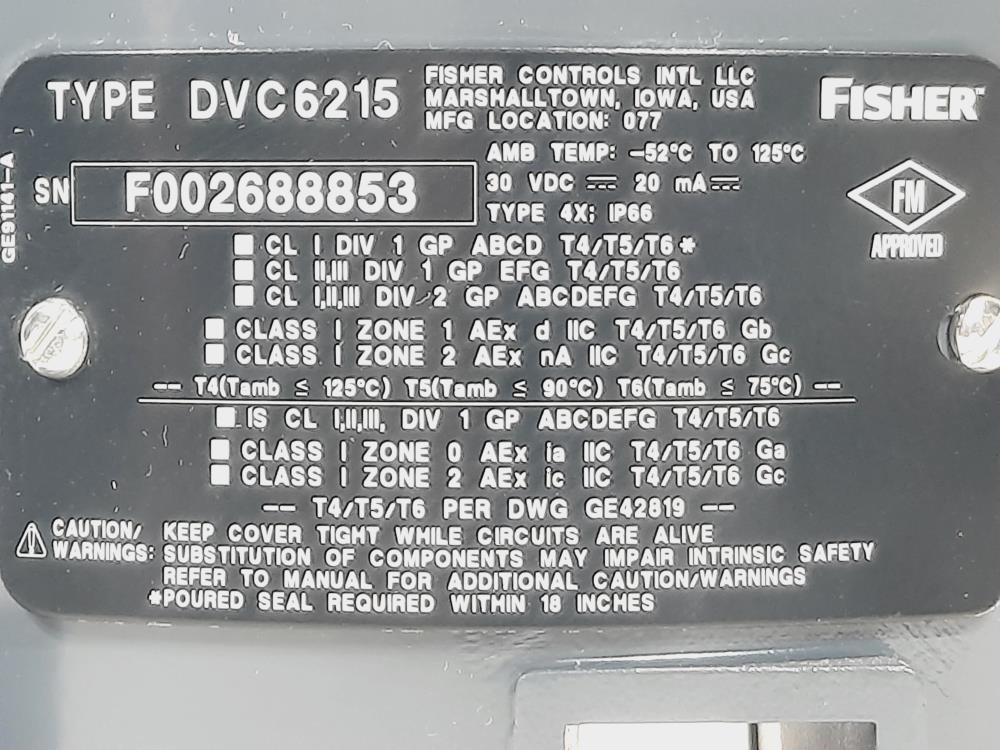 TYPE DVC6215
FISHER CONTROLS INTL LLC
MARSHALLTOWN, IOWA, USA
MFG LOCATION: 077
FISHER
GE91141-A
SN F002688853
AMB TEMP: -52°C TO 125°C
30 VDC ⎓ 20 mA ⎓
TYPE 4X; IP66
FM
APPROVED
■ CL I DIV 1 GP ABCD T4/T5/T6 *
■ CL II,III DIV 1 GP EFG T4/T5/T6
■ CL I,II,III DIV 2 GP ABCDEFG T4/T5/T6
■ CLASS I ZONE 1 AEx d IIC T4/T5/T6 Gb
■ CLASS I ZONE 2 AEx nA IIC T4/T5/T6 Gc
-- T4(Tamb ≤ 125°C) T5(Tamb ≤ 90°C) T6(Tamb ≤ 75°C) --
■ IS CL I,II,III, DIV 1 GP ABCDEFG T4/T5/T6
■ CLASS I ZONE 0 AEx ia IIC T4/T5/T6 Ga
■ CLASS I ZONE 2 AEx ic IIC T4/T5/T6 Gc
-- T4/T5/T6 PER DWG GE42819 --
⚠ CAUTION/ KEEP COVER TIGHT WHILE CIRCUITS ARE ALIVE
WARNINGS: SUBSTITUTION OF COMPONENTS MAY IMPAIR INTRINSIC SAFETY
REFER TO MANUAL FOR ADDITIONAL CAUTION/WARNINGS
*POURED SEAL REQUIRED WITHIN 18 INCHES